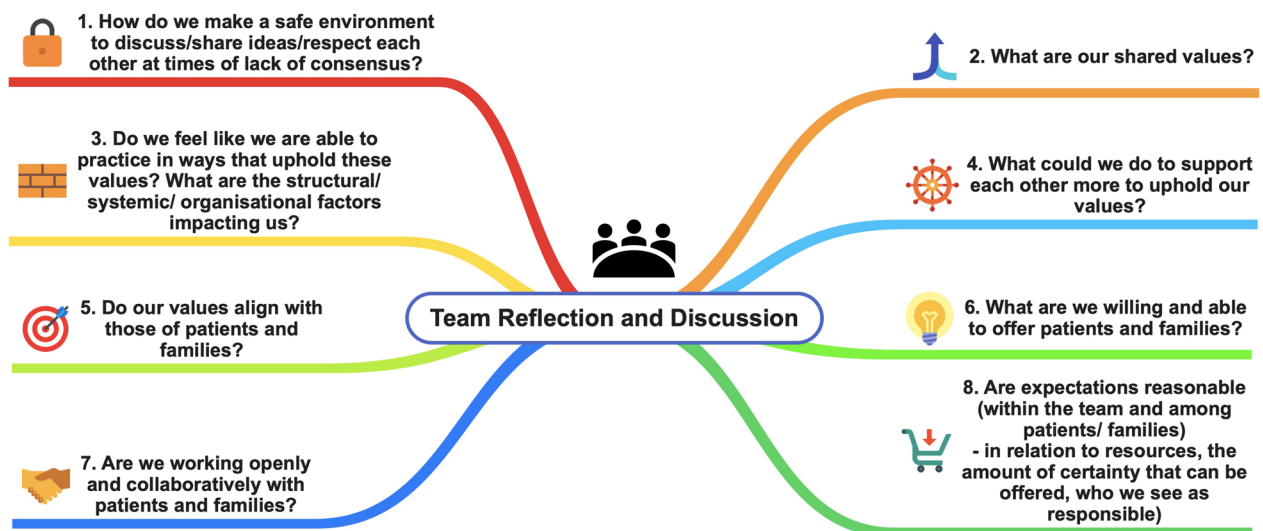 1. How do we make a safe environment
to discuss/share ideas/respect each
other at times of lack of consensus?
2. What are our shared values?
3. Do we feel like we are able to
practice in ways that uphold these
values? What are the structural/
systemic/ organisational factors
impacting us?
4. What could we do to support
each other more to uphold our
values?
Team Reflection and Discussion
5. Do our values align with
those of patients and
families?
6. What are we willing and able
to offer patients and families?
7. Are we working openly
and collaboratively with
patients and families?
8. Are expectations reasonable
(within the team and among
patients/ families)
- in relation to resources, the
amount of certainty that can be
offered, who we see as
responsible)